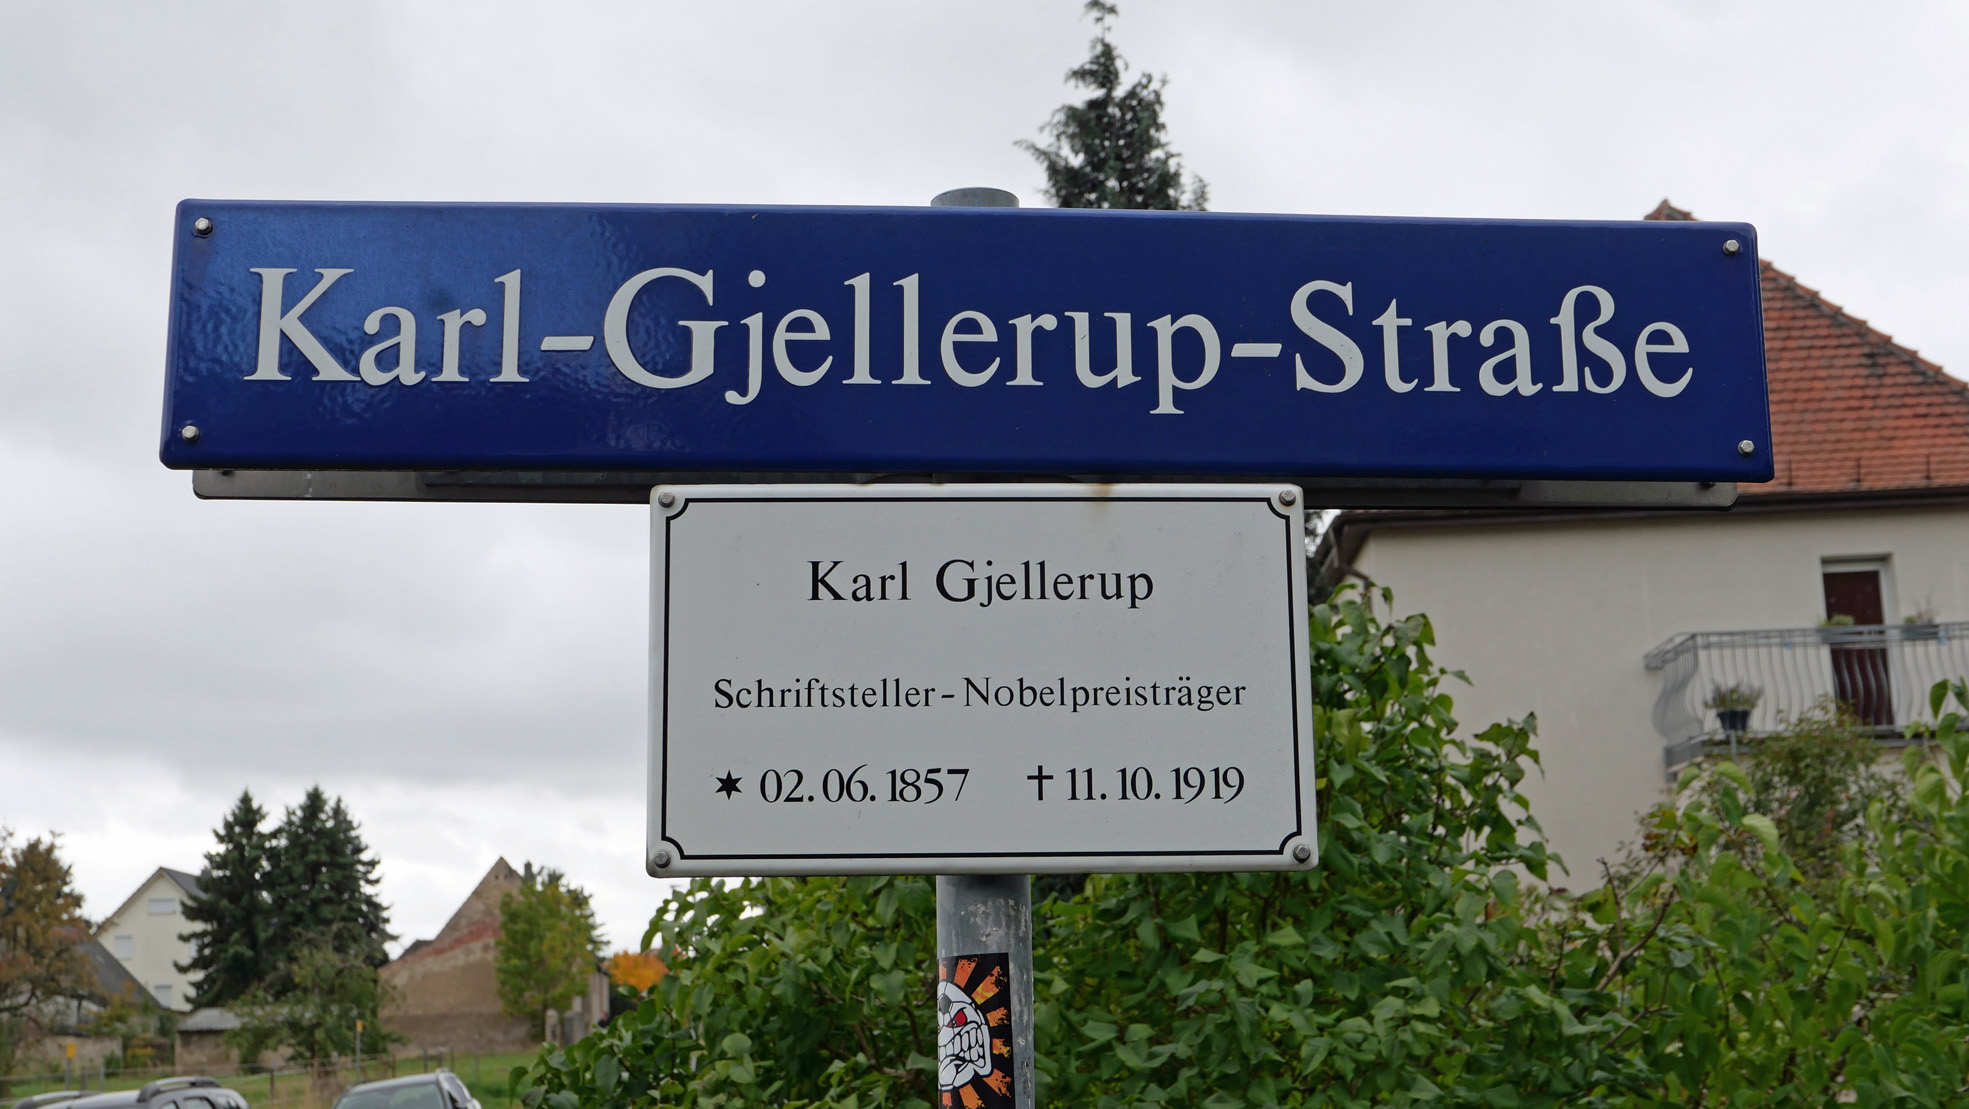 Karl-Gjellerup-Straße
Karl Gjellerup
Schriftsteller-Nobelpreisträger
✶ 02.06.1857 †11.10.1919